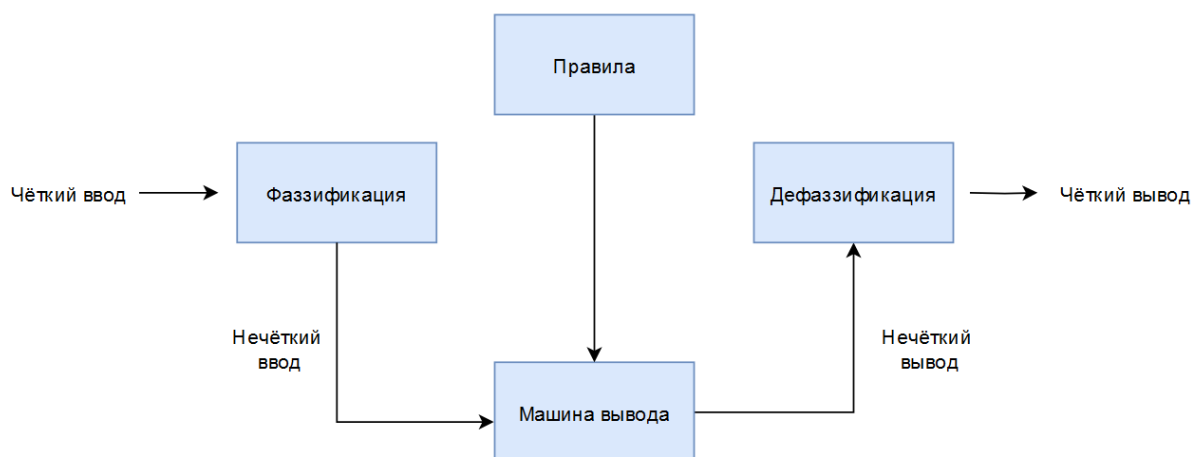 Правила
Чёткий ввод
Фаззификация
Дефаззификация
Чёткий вывод
Нечёткий
ввод
Нечёткий
вывод
Машина вывода